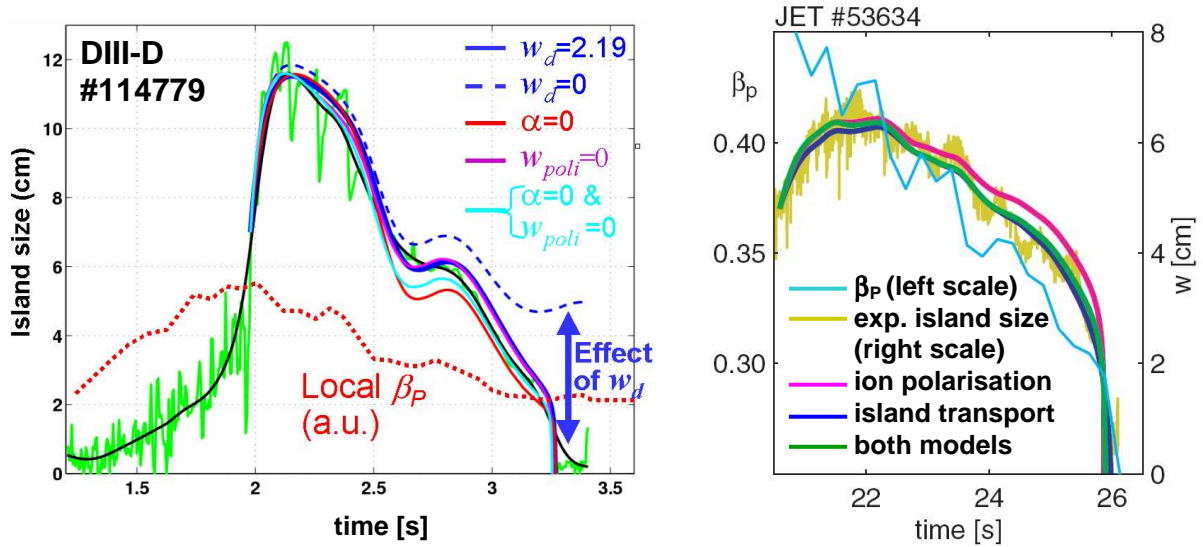 DIII-D
#114779
w_d=2.19
w_d=0
α=0
w_poli=0
α=0 &
w_poli=0
Island size (cm)
12
10
8
6
4
2
0
Local β_P
(a.u.)
Effect
of w_d
1.5
2
2.5
3
3.5
time [s]
JET #53634
β_p
0.40
0.35
0.30
8
6
4
2
0
w [cm]
β_P (left scale)
exp. island size
(right scale)
ion polarisation
island transport
both models
22
24
26
time [s]